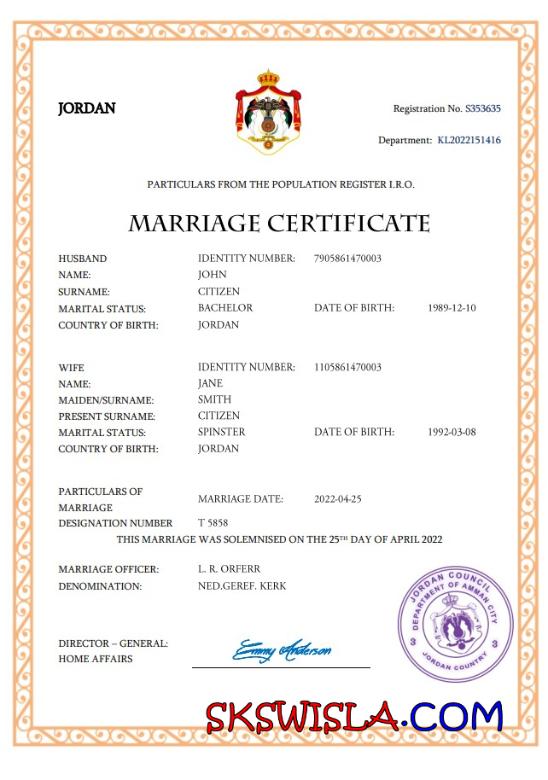 JORDAN
Registration No. S353635
Department: KL2022151416
PARTICULARS FROM THE POPULATION REGISTER I.R.O.
MARRIAGE CERTIFICATE
HUSBAND IDENTITY NUMBER: 7905861470003
NAME: JOHN
SURNAME: CITIZEN
MARITAL STATUS: BACHELOR DATE OF BIRTH: 1989-12-10
COUNTRY OF BIRTH: JORDAN
WIFE IDENTITY NUMBER: 1105861470003
NAME: JANE
MAIDEN/SURNAME: SMITH
PRESENT SURNAME: CITIZEN
MARITAL STATUS: SPINSTER DATE OF BIRTH: 1992-03-08
COUNTRY OF BIRTH: JORDAN
PARTICULARS OF
MARRIAGE MARRIAGE DATE: 2022-04-25
DESIGNATION NUMBER T 5858
THIS MARRIAGE WAS SOLEMNISED ON THE 25TH DAY OF APRIL 2022
MARRIAGE OFFICER: L. R. ORFERR
DENOMINATION: NED.GEREF. KERK
JORDAN COUNCIL
DEPARTMENT OF AMMAN CITY
3 3
JORDAN COUNTRY
DIRECTOR – GENERAL:
HOME AFFAIRS
Emmy Anderson
SKSWISLA.COM